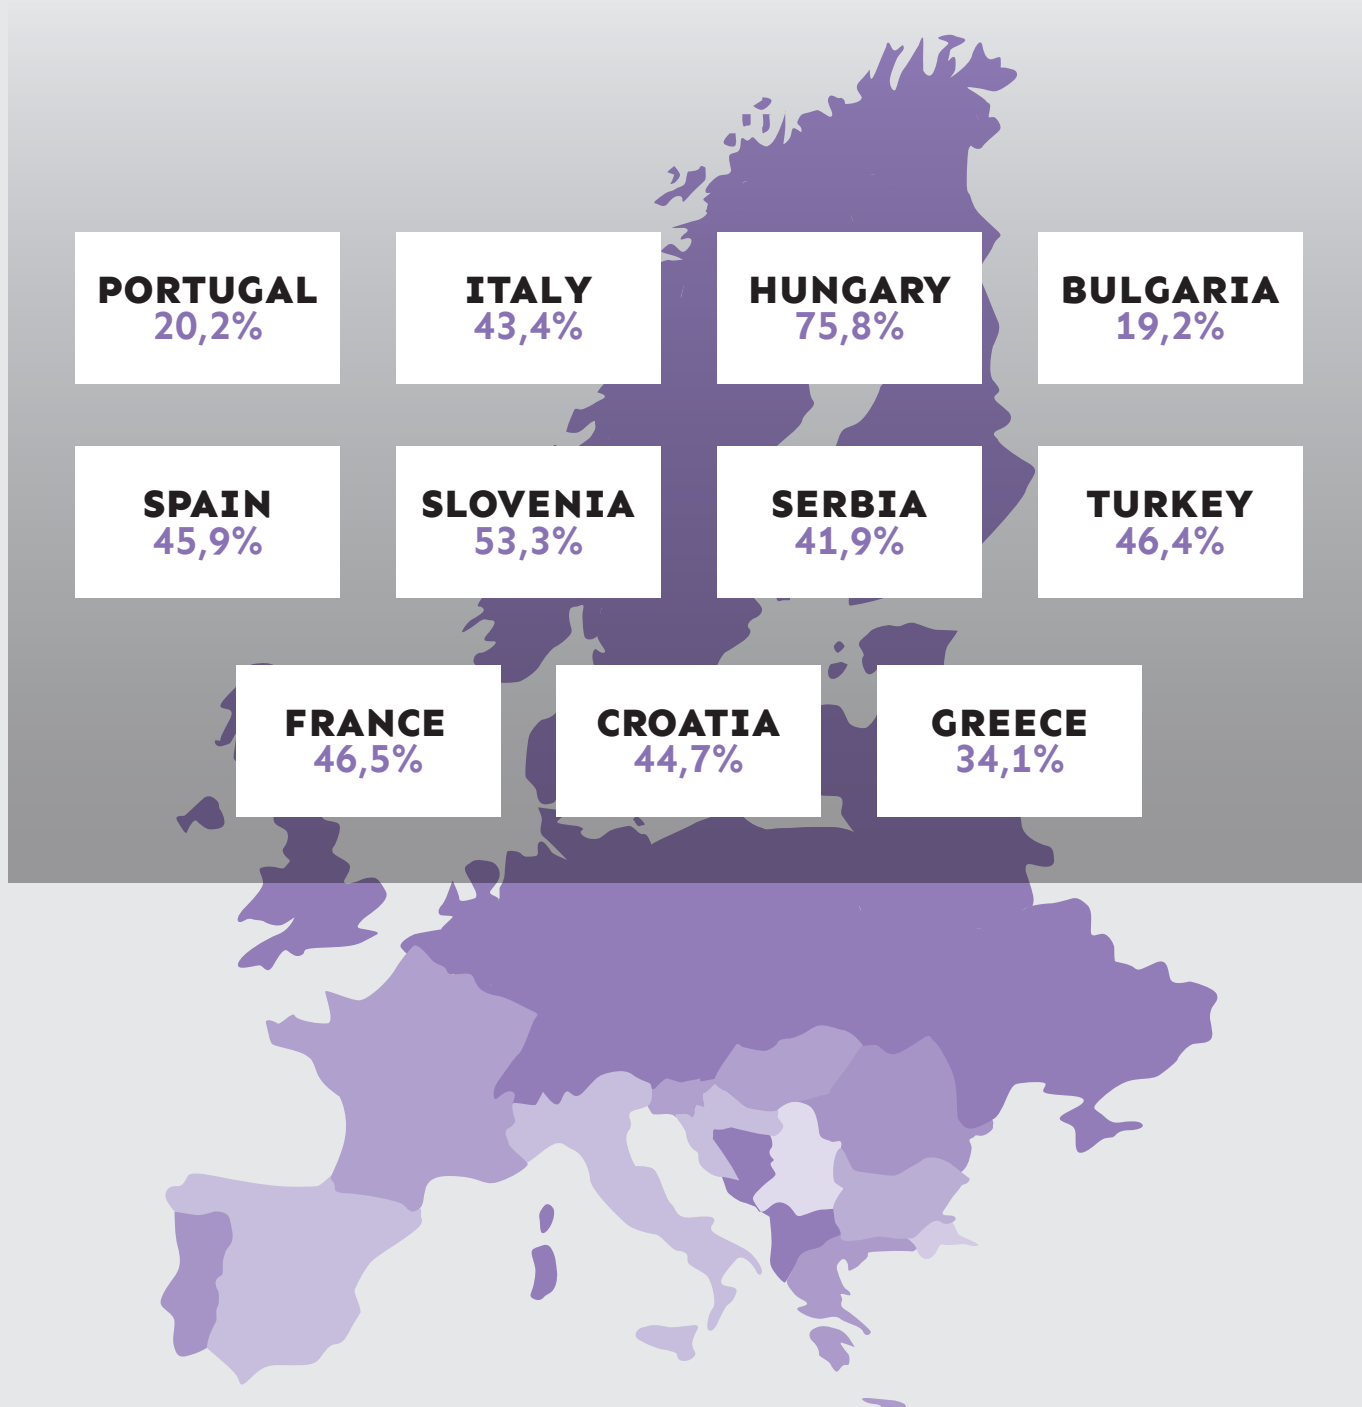 PORTUGAL
20,2%
ITALY
43,4%
HUNGARY
75,8%
BULGARIA
19,2%
SPAIN
45,9%
SLOVENIA
53,3%
SERBIA
41,9%
TURKEY
46,4%
FRANCE
46,5%
CROATIA
44,7%
GREECE
34,1%